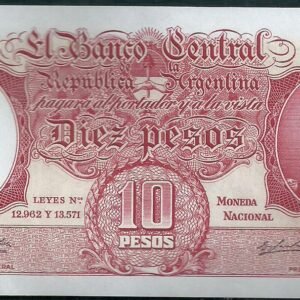 El Banco Central
de la
República Argentina
pagará al portador y a la vista
Diez pesos
LEYES Nos.
12.962 Y 13.571
10
PESOS
MONEDA
NACIONAL